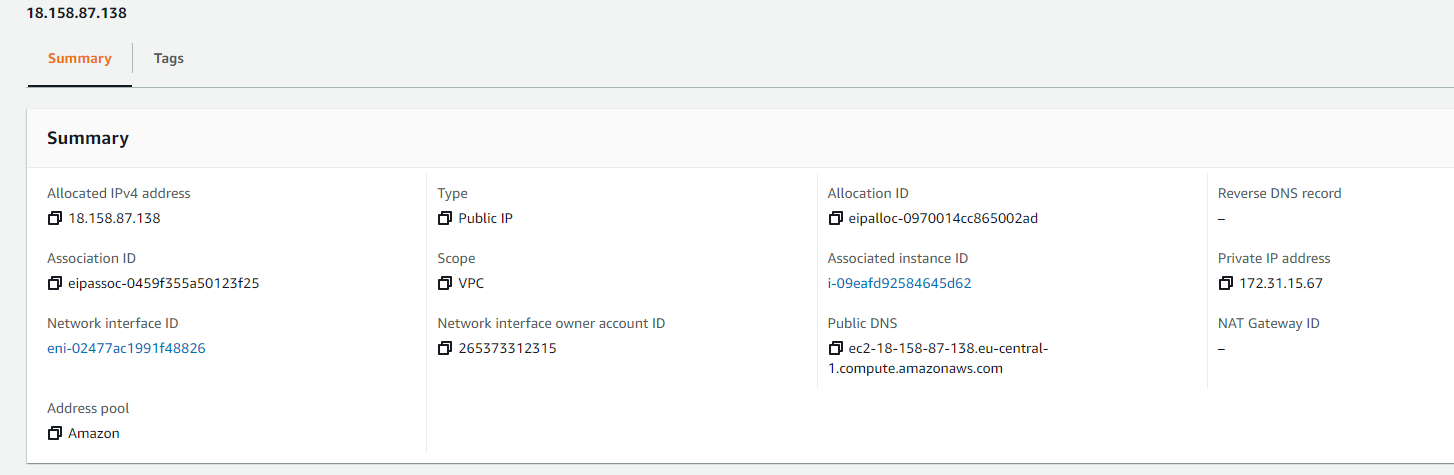 18.158.87.138
Summary
Tags
Summary
Allocated IPv4 address
18.158.87.138
Type
Public IP
Allocation ID
eipalloc-0970014cc865002ad
Reverse DNS record
–
Association ID
eipassoc-0459f355a50123f25
Scope
VPC
Associated instance ID
i-09eafd92584645d62
Private IP address
172.31.15.67
Network interface ID
eni-02477ac1991f48826
Network interface owner account ID
265373312315
Public DNS
ec2-18-158-87-138.eu-central-
1.compute.amazonaws.com
NAT Gateway ID
–
Address pool
Amazon